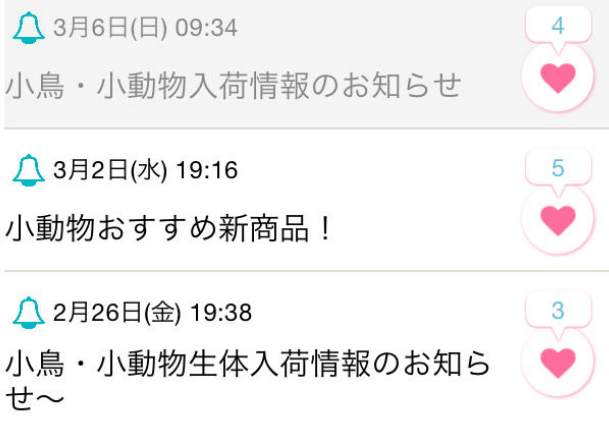 3月6日(日) 09:34
4
小鳥・小動物入荷情報のお知らせ
3月2日(水) 19:16
5
小動物おすすめ新商品！
2月26日(金) 19:38
3
小鳥・小動物生体入荷情報のお知ら
せ〜